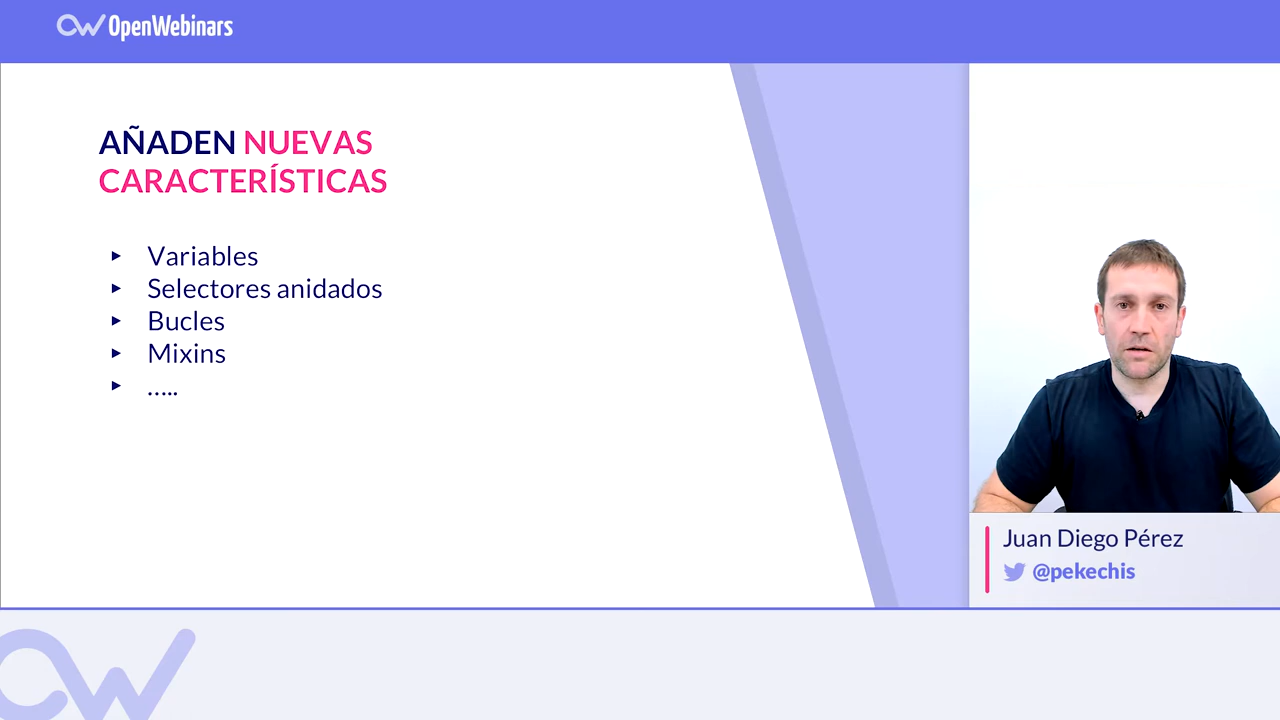 OpenWebinars
AÑADEN NUEVAS
CARACTERÍSTICAS
▸ Variables
▸ Selectores anidados
▸ Bucles
▸ Mixins
▸ .....
Juan Diego Pérez
@pekechis